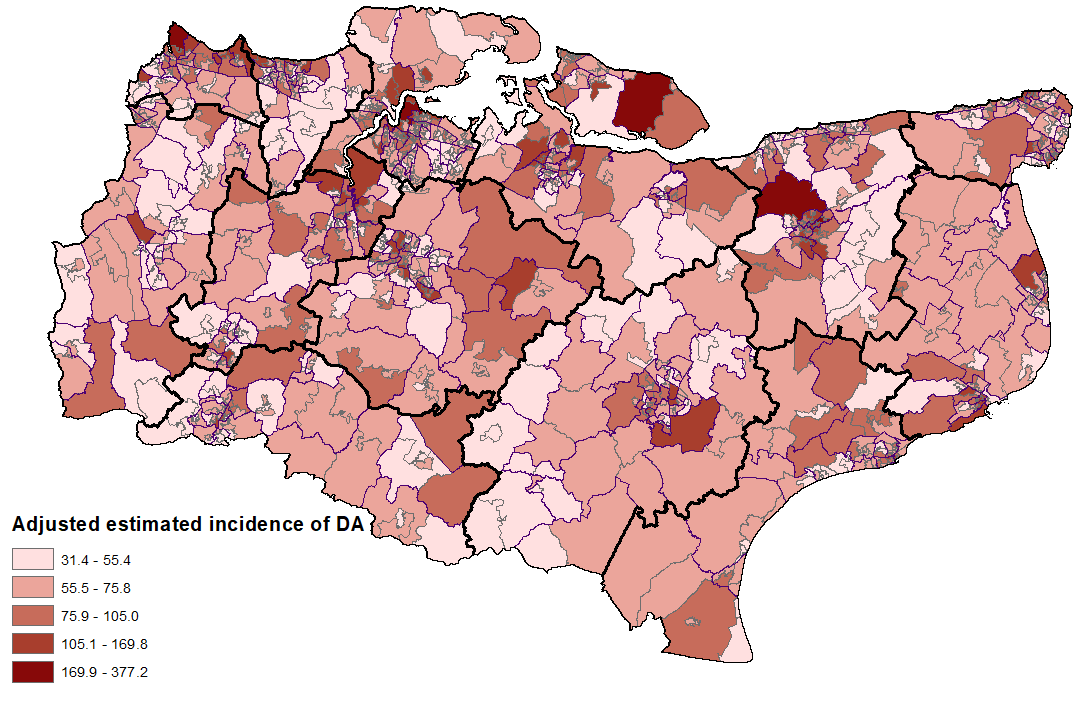 Adjusted estimated incidence of DA
31.4 - 55.4
55.5 - 75.8
75.9 - 105.0
105.1 - 169.8
169.9 - 377.2